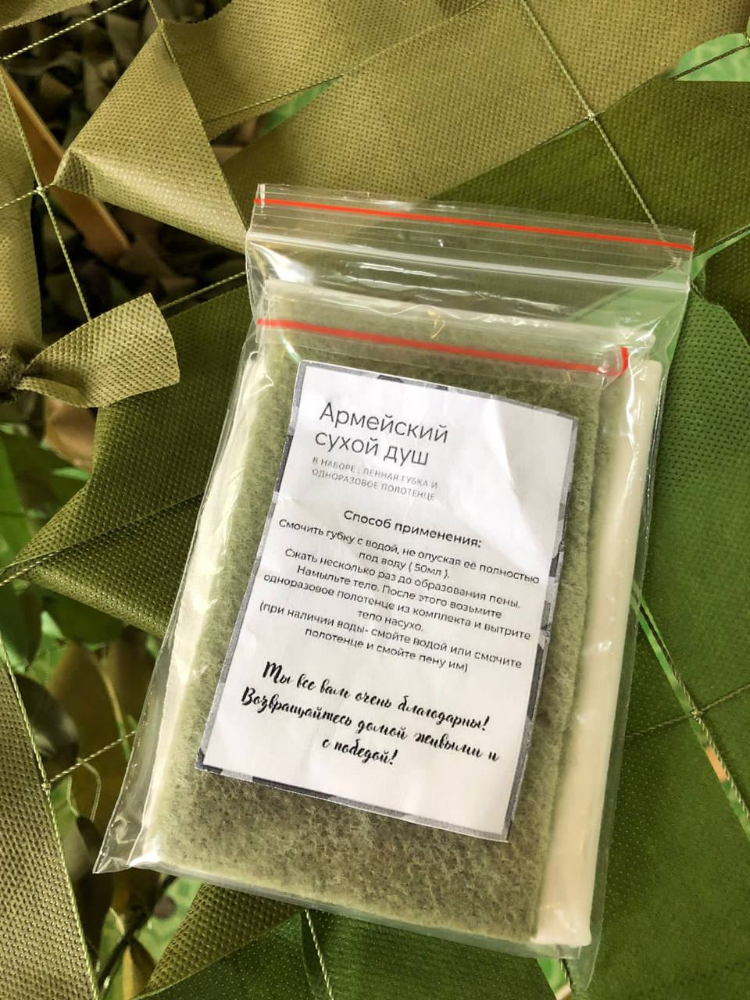 Армейский
сухой душ
В НАБОРЕ : ПЕННАЯ ГУБКА И
ОДНОРАЗОВОЕ ПОЛОТЕНЦЕ
Способ применения:
Смочить губку с водой, не опуская её полностью
под воду ( 50мл ).
Сжать несколько раз до образования пены.
Намыльте тело. После этого возьмите
одноразовое полотенце из комплекта и вытрите
тело насухо.
(при наличии воды- смойте водой или смочите
полотенце и смойте пену им)
Мы все вам очень благодарны!
Возвращайтесь домой живыми и
с победой!